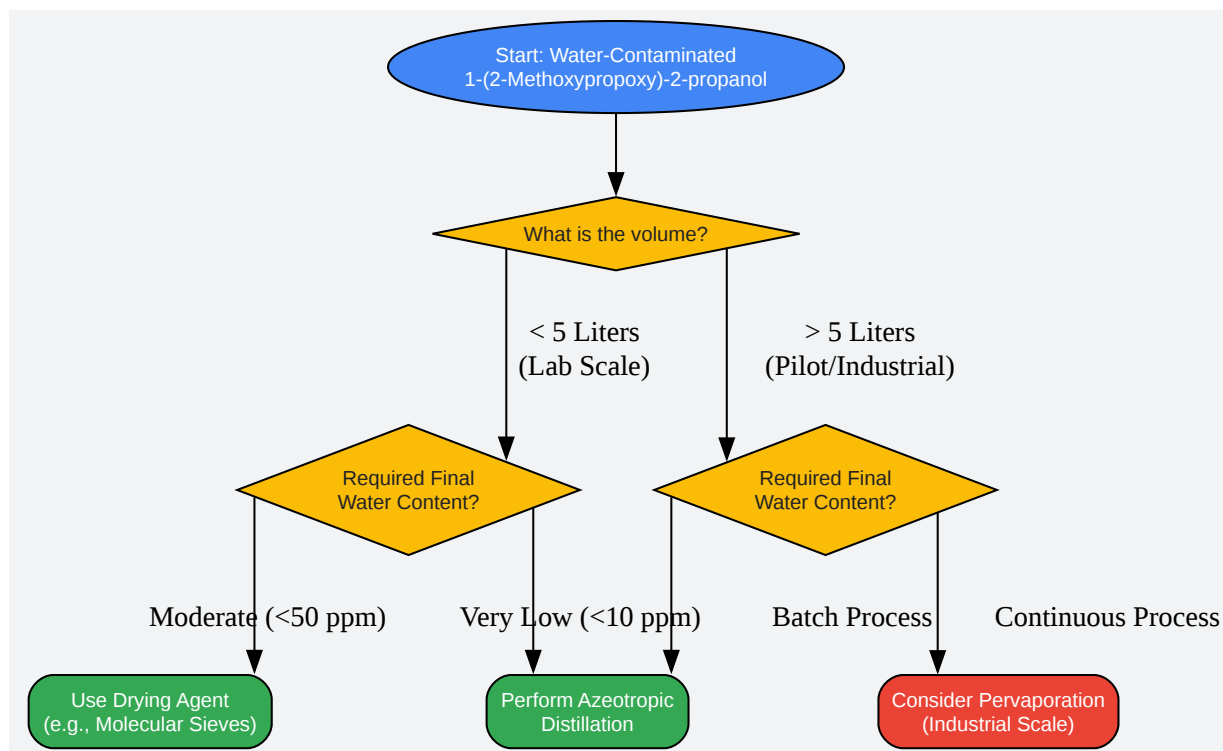 Start: Water-Contaminated
1-(2-Methoxypropoxy)-2-propanol
What is the volume?
< 5 Liters
(Lab Scale)
> 5 Liters
(Pilot/Industrial)
Required Final
Water Content?
Required Final
Water Content?
Moderate (<50 ppm)
Very Low (<10 ppm)
Batch Process
Continuous Process
Use Drying Agent
(e.g., Molecular Sieves)
Perform Azeotropic
Distillation
Consider Pervaporation
(Industrial Scale)